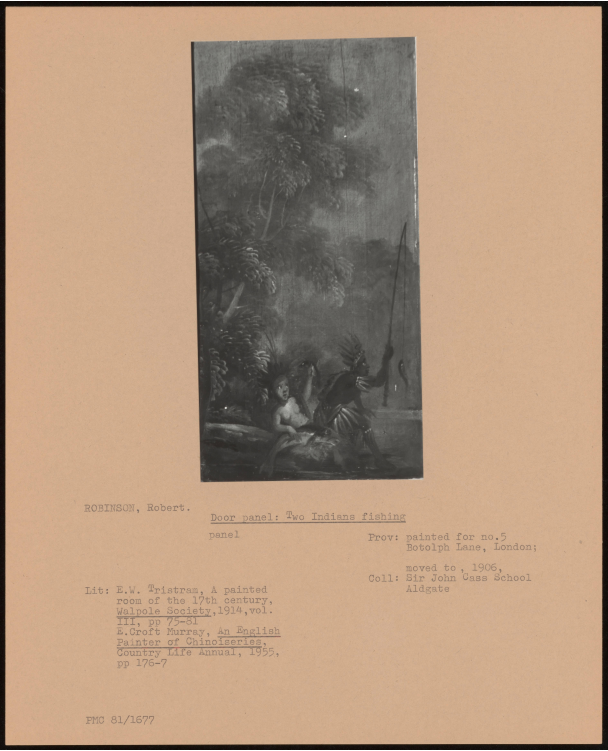 ROBINSON, Robert.
Door panel: Two Indians fishing
panel
Prov: painted for no.5
Botolph Lane, London;
moved to , 1906,
Coll: Sir John Cass School
Aldgate
Lit: E.W. Tristram, A painted
room of the 17th century,
Walpole Society,1914,vol.
III, pp 75-81
E.Croft Murray, An English
Painter of Chinoiseries,
Country Life Annual, 1955,
pp 176-7
PMC 81/1677